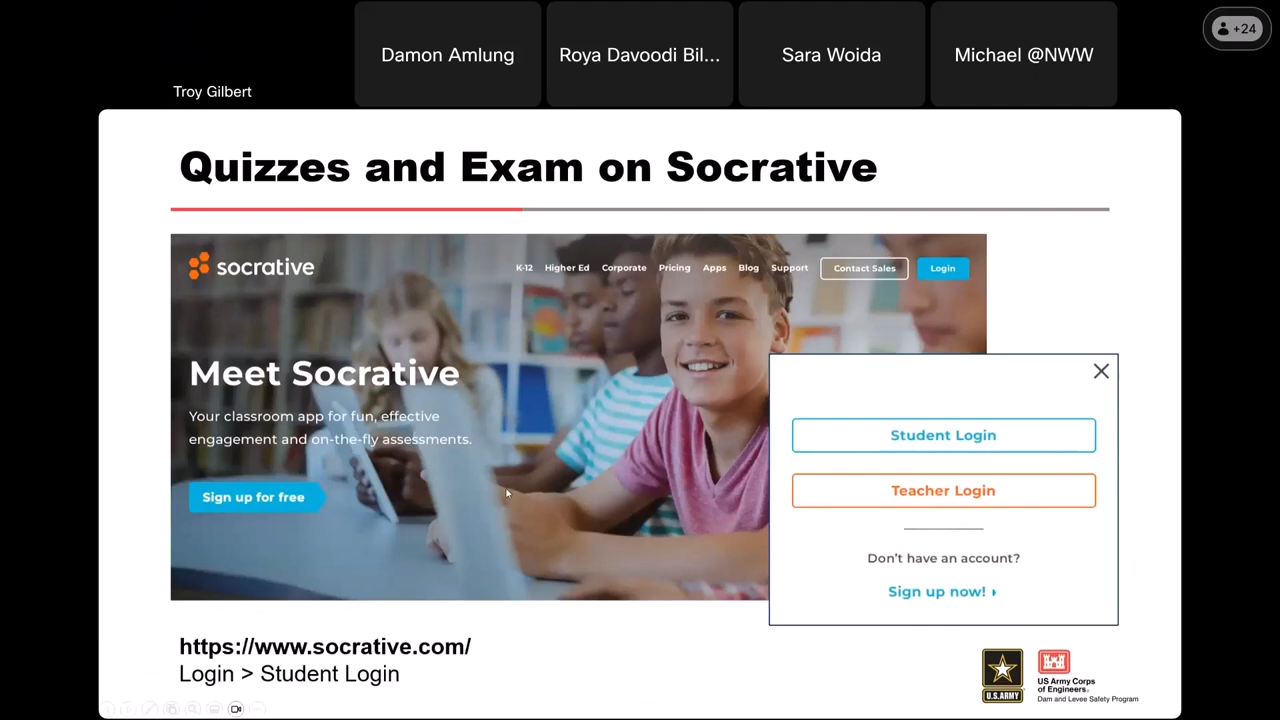 Troy Gilbert
Damon Amlung
Roya Davoodi Bil...
Sara Woida
Michael @NWW
+24
Quizzes and Exam on Socrative
socrative
K-12 Higher Ed Corporate Pricing Apps Blog Support Contact Sales Login
Meet Socrative
Your classroom app for fun, effective
engagement and on-the-fly assessments.
Sign up for free
Student Login
Teacher Login
Don't have an account?
Sign up now!
https://www.socrative.com/
Login > Student Login
U.S.ARMY
US Army Corps
of Engineers®
Dam and Levee Safety Program